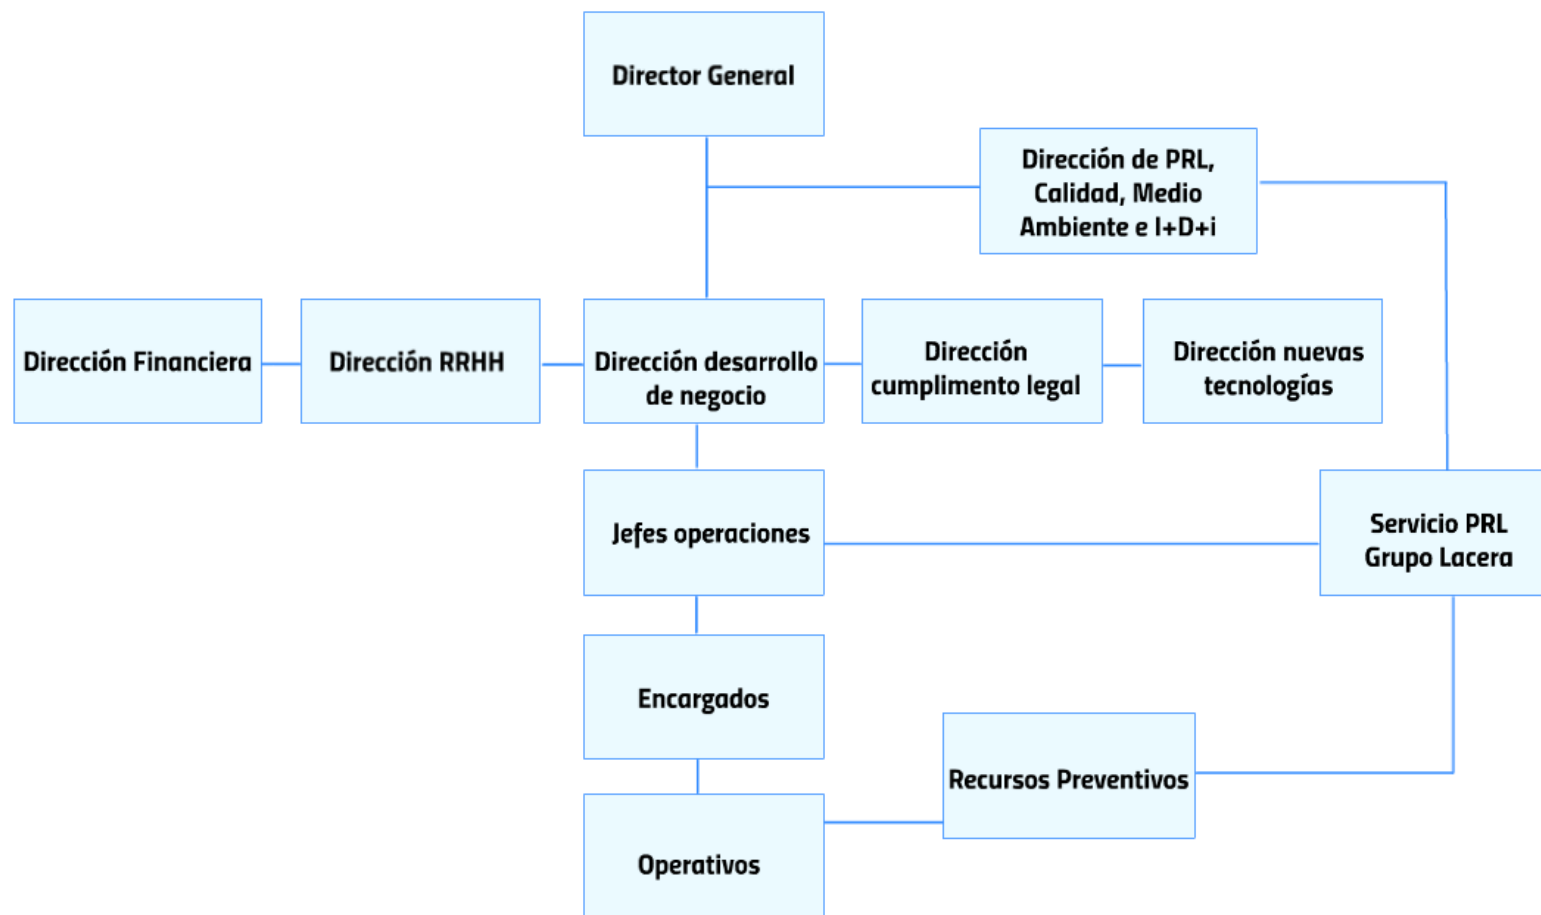 Director General
Dirección de PRL,
Calidad, Medio
Ambiente e I+D+i
Dirección Financiera
Dirección RRHH
Dirección desarrollo
de negocio
Dirección
cumplimento legal
Dirección nuevas
tecnologías
Jefes operaciones
Servicio PRL
Grupo Lacera
Encargados
Recursos Preventivos
Operativos